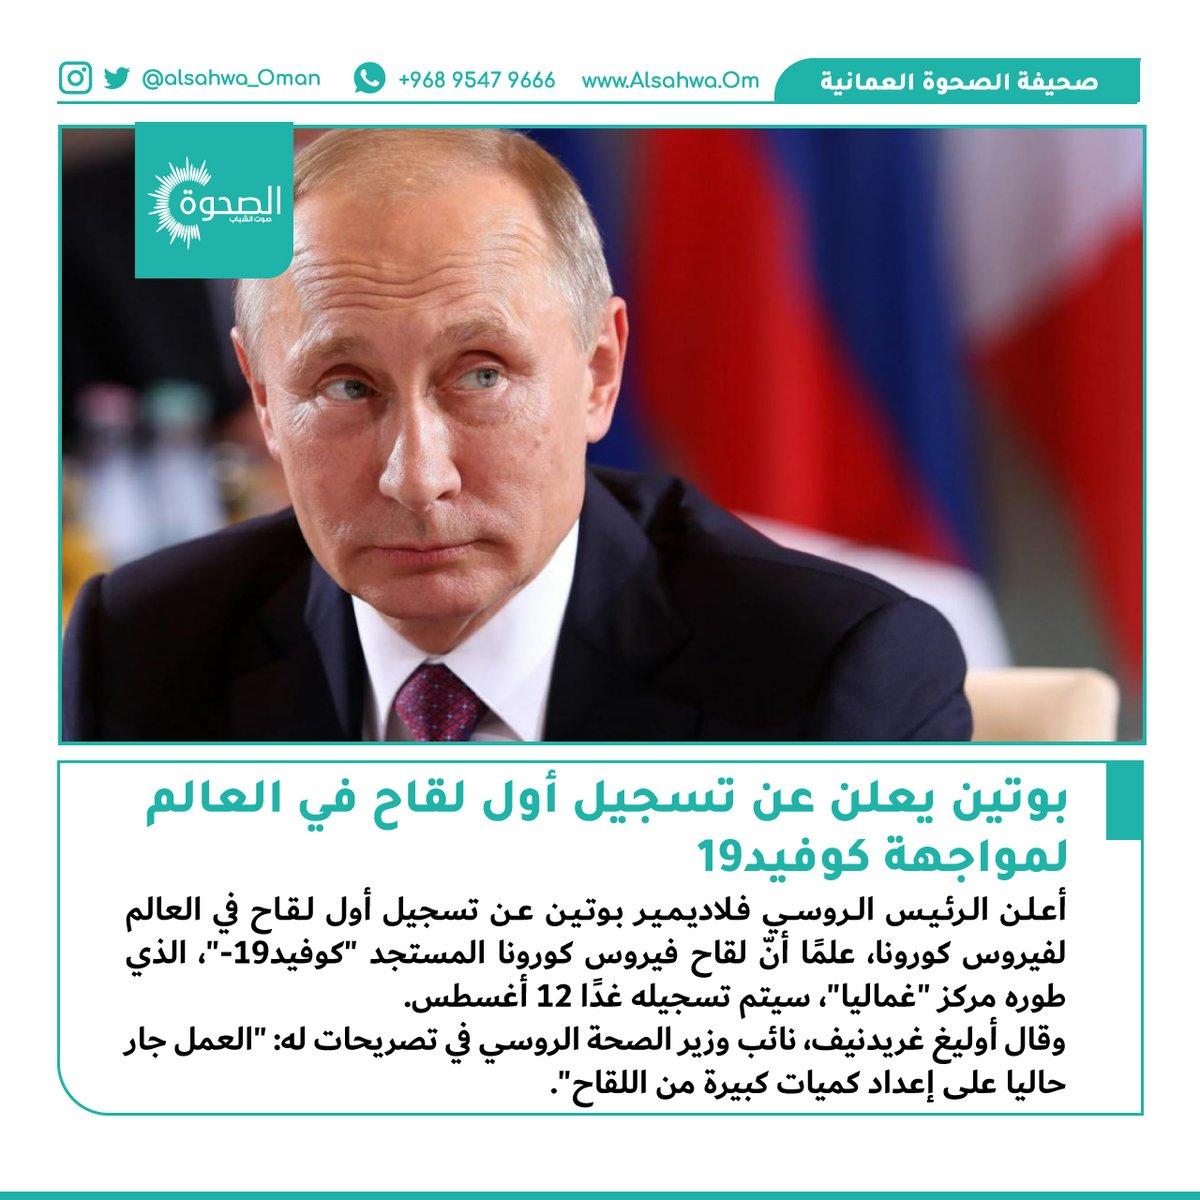 @alsahwa_Oman +968 9547 9666 www.Alsahwa.Om صحيفة الصحوة العمانية
الصحوة
صوت الشباب
بوتين يعلن عن تسجيل أول لقاح في العالم
لمواجهة كوفيد19
أعلن الرئيس الروسي فلاديمير بوتين عن تسجيل أول لقاح في العالم
لفيروس كورونا، علمًا أنّ لقاح فيروس كورونا المستجد "كوفيد19-"، الذي
طوره مركز "غماليا"، سيتم تسجيله غدًا 12 أغسطس.
وقال أوليغ غريدنيف، نائب وزير الصحة الروسي في تصريحات له: "العمل جار
حاليا على إعداد كميات كبيرة من اللقاح".